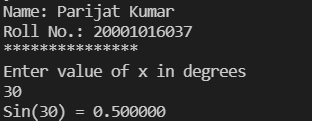 Name: Parijat Kumar
Roll No.: 20001016037
***************
Enter value of x in degrees
30
Sin(30) = 0.500000